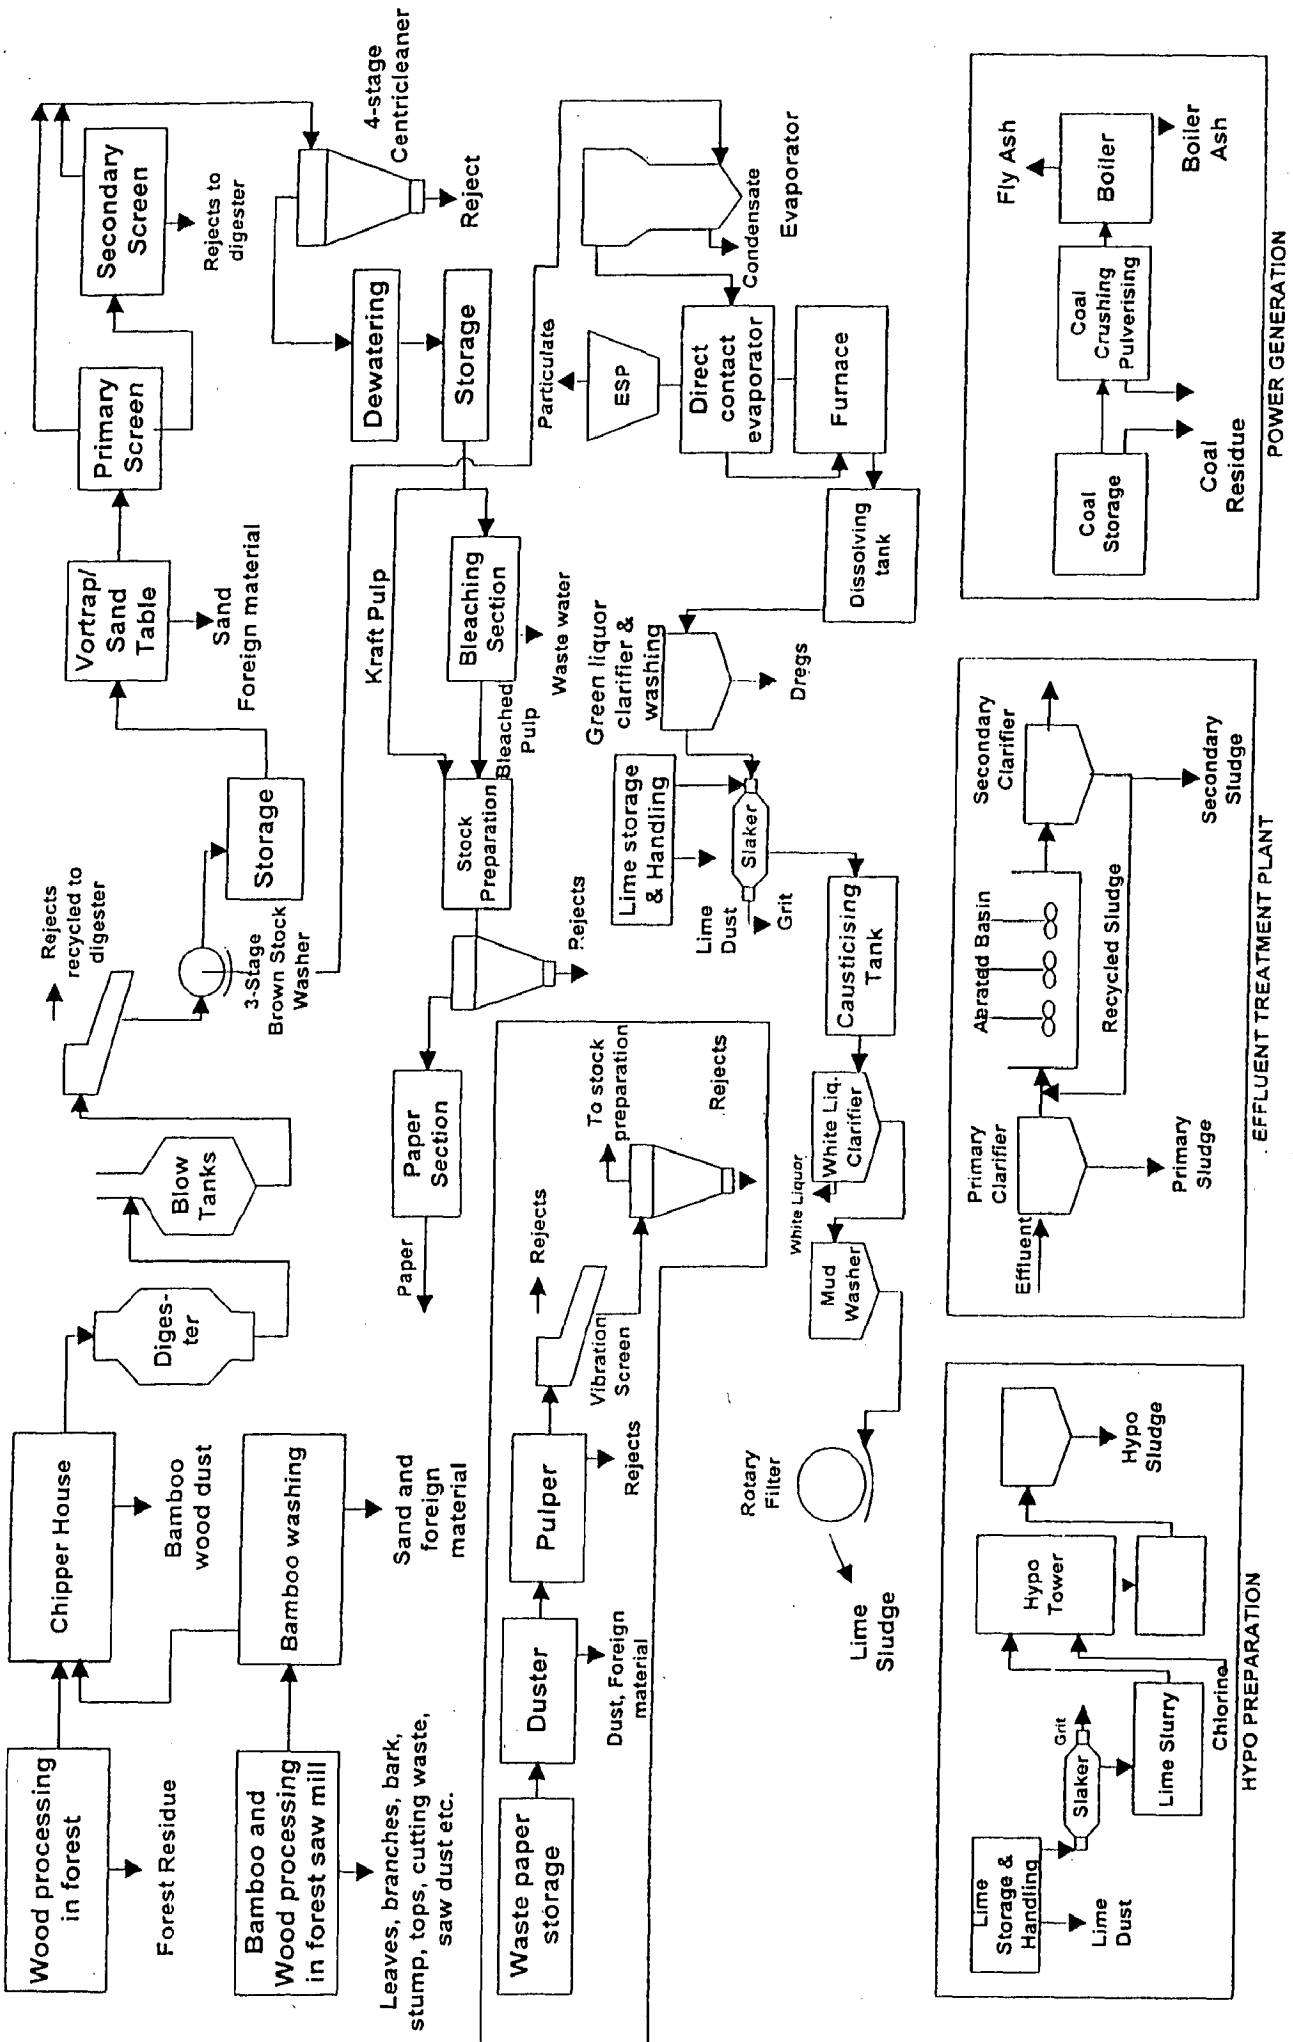 Wood processing
in forest
Forest Residue
Chipper House
Bamboo
wood dust
Bamboo and
Wood processing
in forest saw mill
Leaves, branches, bark,
stump, tops, cutting waste,
saw dust etc.
Bamboo washing
Sand and
foreign
material
Diges-
ter
Blow
Tanks
Rejects
recycled to
digester
3-Stage
Brown Stock
Washer
Storage
Vortrap/
Sand
Table
Sand
Foreign material
Primary
Screen
Secondary
Screen
Rejects to
digester
4-stage
Centricleaner
Reject
Dewatering
Storage
Kraft Pulp
Bleaching
Section
Waste water
Bleached
Pulp
Stock
Preparation
Rejects
Paper
Section
Paper
Waste paper
storage
Duster
Dust, Foreign
material
Pulper
Rejects
Vibration
Screen
Rejects
To stock
preparation
Rejects
Evaporator
Condensate
Direct
contact
evaporator
ESP
Particulate
Furnace
Dissolving
tank
Green liquor
clarifier &
washing
Dregs
Lime storage
& Handling
Lime
Dust
Slaker
Grit
Causticising
Tank
White Liq.
Clarifier
White Liquor
Mud
Washer
Rotary
Filter
Lime
Sludge
Lime
Storage &
Handling
Lime
Dust
Slaker
Grit
Lime Slurry
Chlorine
Hypo
Tower
Hypo
Sludge
HYPO PREPARATION
Effluent
Primary
Clarifier
Primary
Sludge
Aerated Basin
Recycled Sludge
Secondary
Clarifier
Secondary
Sludge
EFFLUENT TREATMENT PLANT
Coal
Storage
Coal
Residue
Coal
Crushing
Pulverising
Boiler
Fly Ash
Boiler
Ash
POWER GENERATION